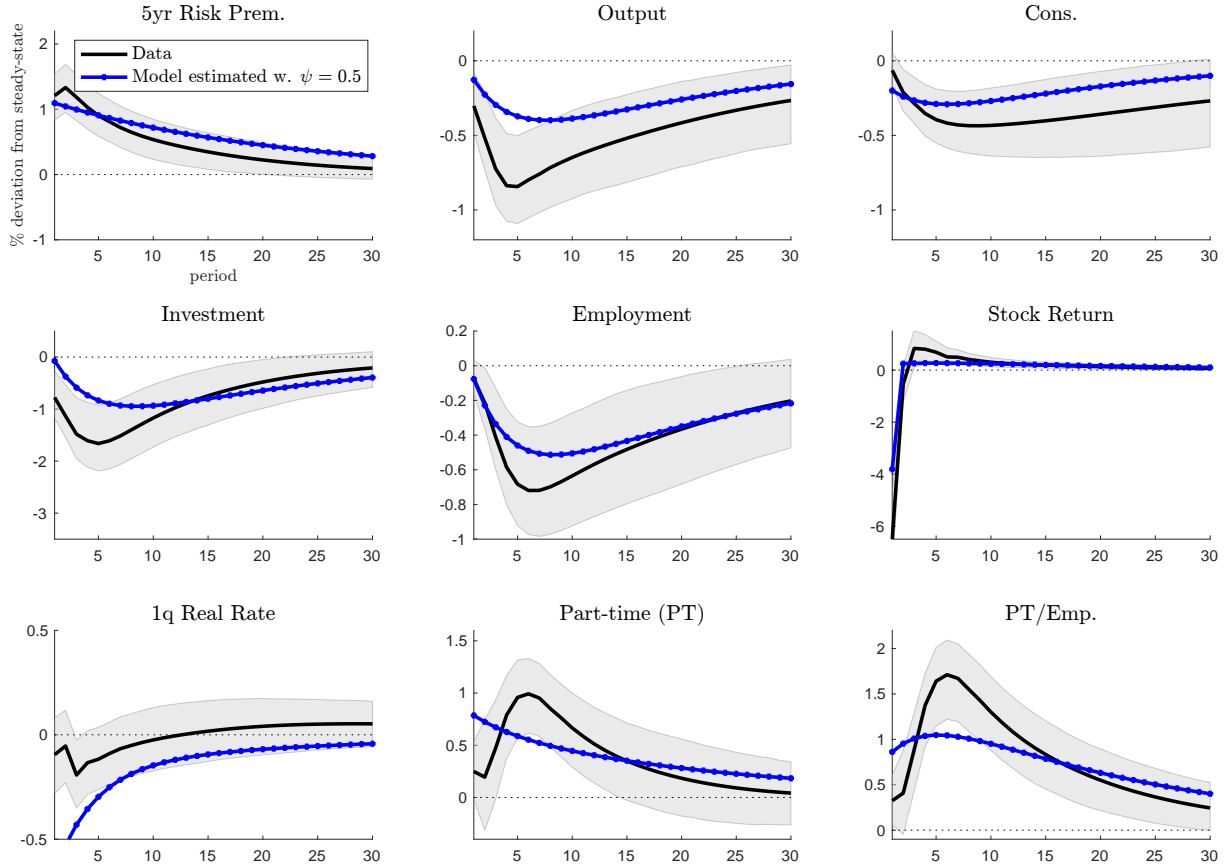 5yr Risk Prem.
Output
Cons.
% deviation from steady-state
2
1
0
-1
Data
Model estimated w. ψ = 0.5
5 10 15 20 25 30
period
0
-0.5
-1
5 10 15 20 25 30
0
-0.5
-1
5 10 15 20 25 30
Investment
Employment
Stock Return
0
-1
-2
-3
5 10 15 20 25 30
0.2
0
-0.2
-0.4
-0.6
-0.8
-1
5 10 15 20 25 30
0
-2
-4
-6
5 10 15 20 25 30
1q Real Rate
Part-time (PT)
PT/Emp.
0.5
0
-0.5
5 10 15 20 25 30
1.5
1
0.5
0
5 10 15 20 25 30
2
1.5
1
0.5
0
5 10 15 20 25 30